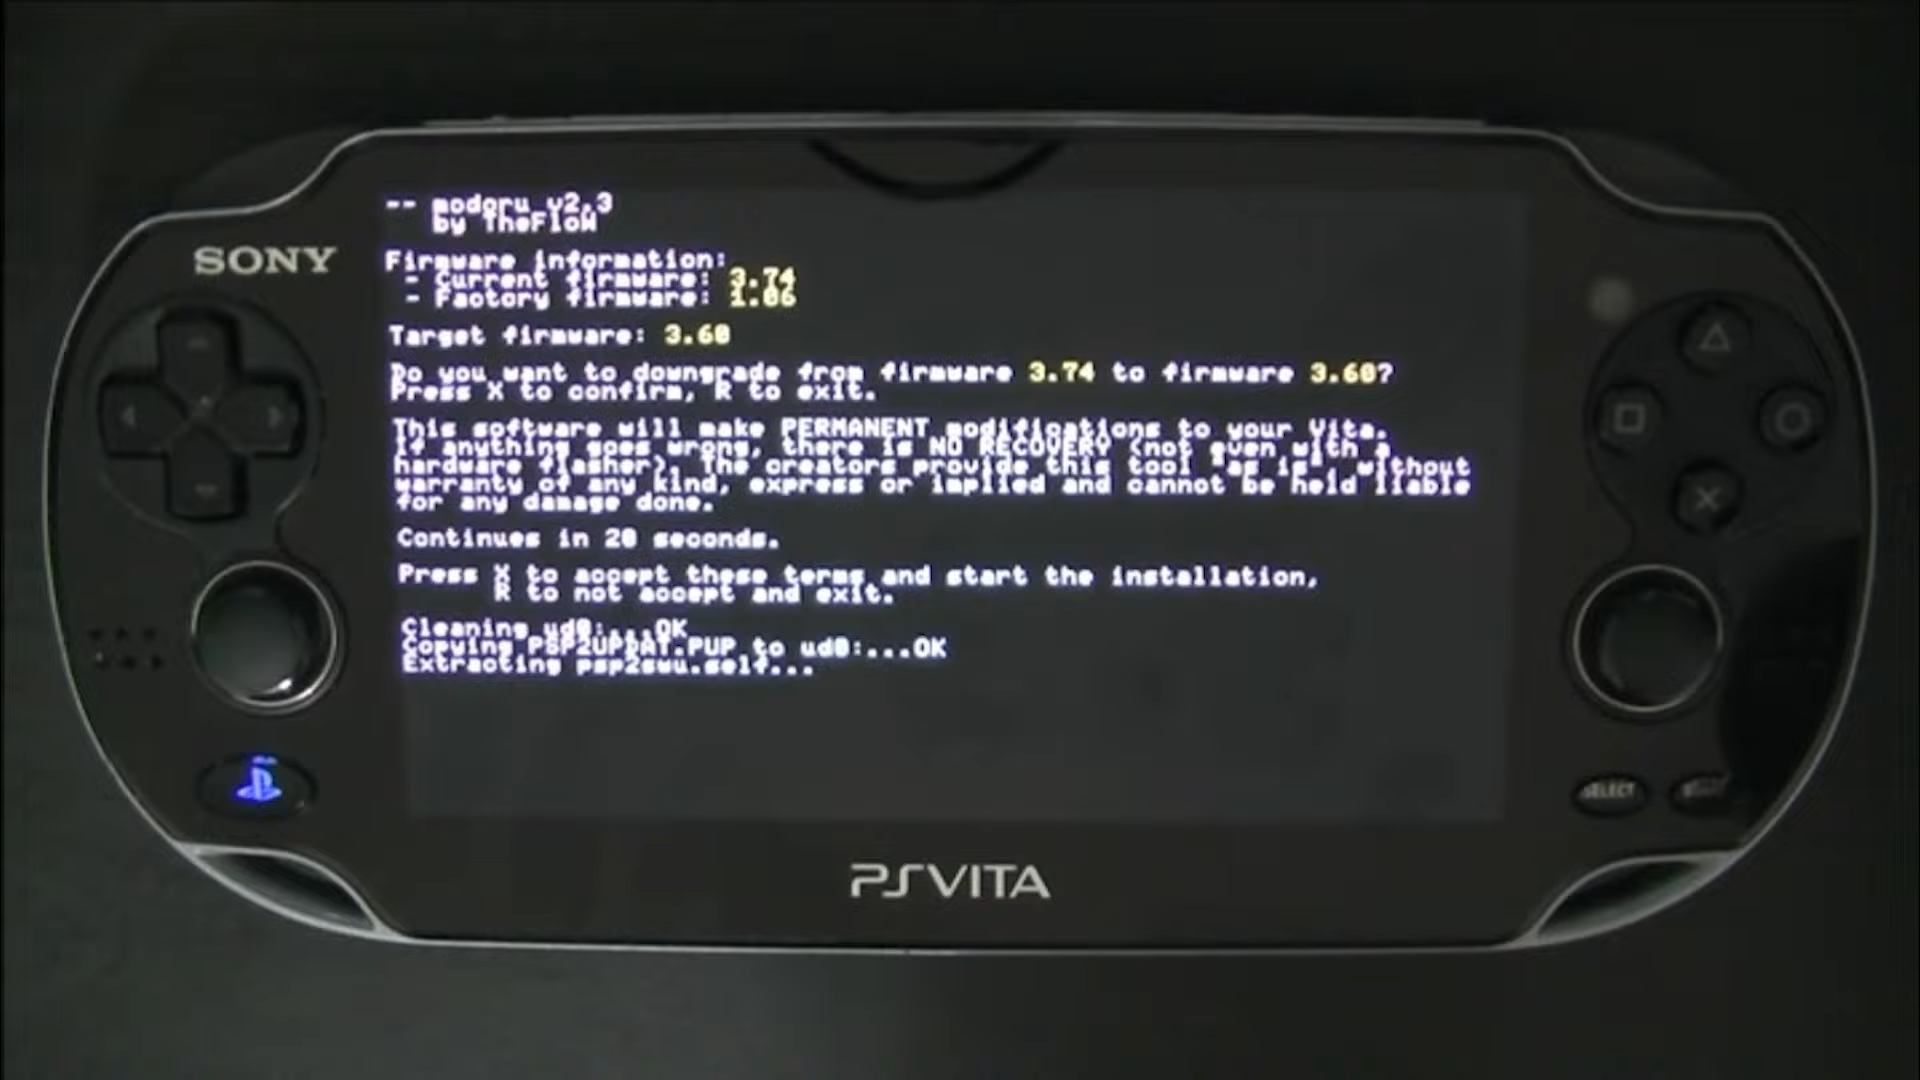 -- modoru v2.3
by TheFloW
SONY
Firmware information:
- Current firmware: 3.74
- Factory firmware: 1.06
Target firmware: 3.60
Do you want to downgrade from firmware 3.74 to firmware 3.60?
Press X to confirm, R to exit.
This software will make PERMANENT modifications to your Vita.
If anything goes wrong, there is NO RECOVERY (not even with a
hardware flasher). The creators provide this tool "as is", without
warranty of any kind, express or implied and cannot be held liable
for any damage done.
Continues in 20 seconds.
Press X to accept these terms and start the installation,
R to not accept and exit.
Cleaning ud0:...OK
Copying PSP2UPDAT.PUP to ud0:...OK
Extracting psp2swu.self...
SELECT
START
PSVITA